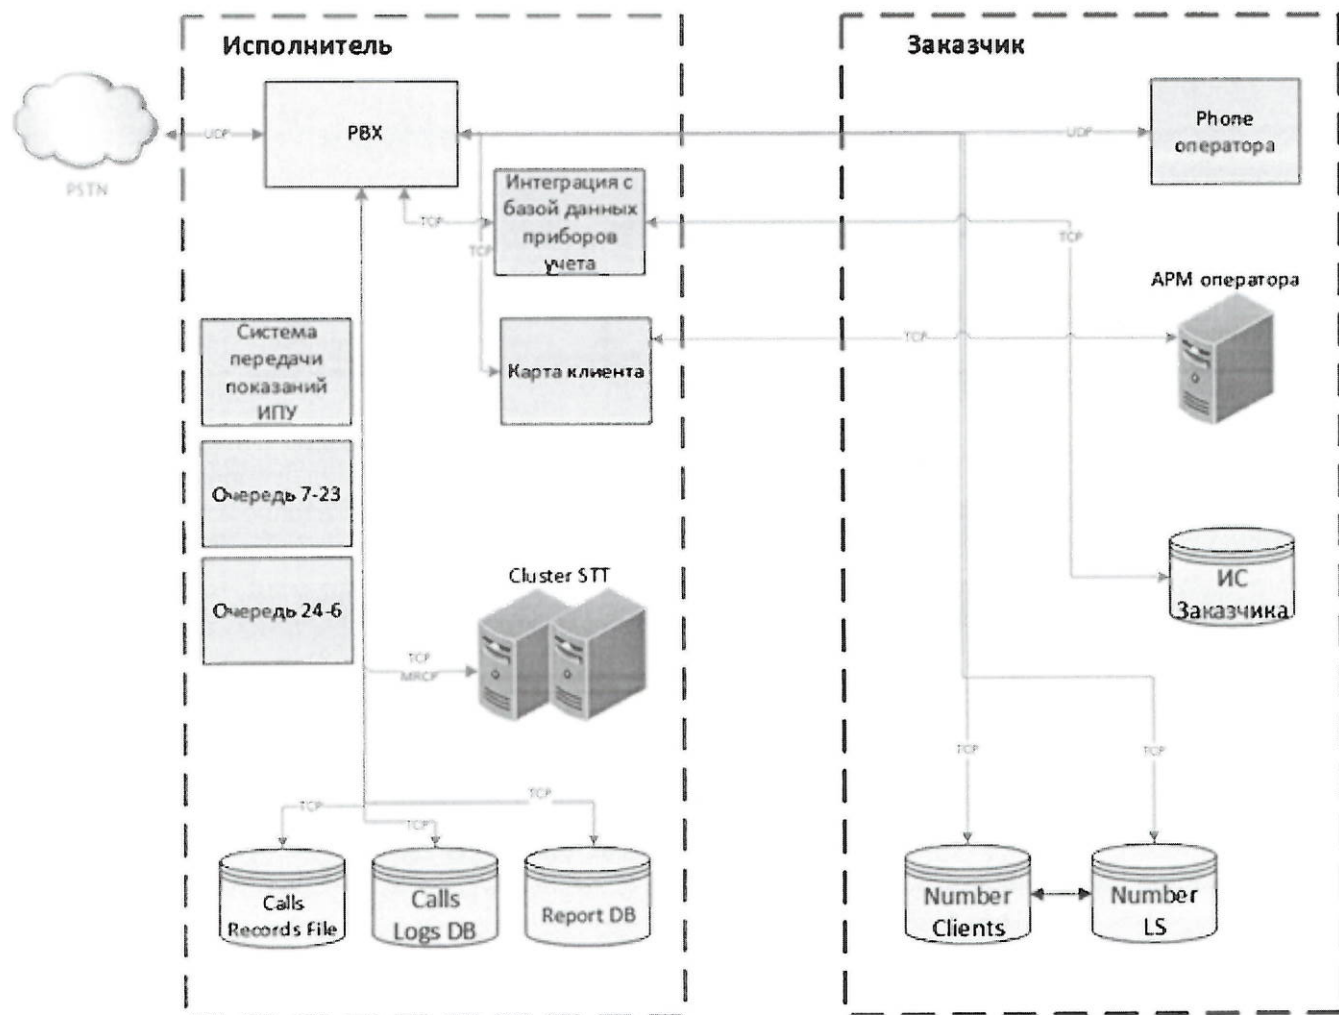 Исполнитель
Заказчик
PBX
UDP
PSTN
UDP
Phone
оператора
Интеграция с
базой данных
приборов
учета
TCP
TCP
TCP
АРМ оператора
Система
передачи
показаний
ИПУ
TCP
Карта клиента
Очередь 7-23
ИС
Заказчика
Cluster STT
Очередь 24-6
TCP
MRCP
TCP
TCP
TCP
TCP
TCP
Calls
Records File
Calls
Logs DB
Report DB
Number
Clients
Number
LS